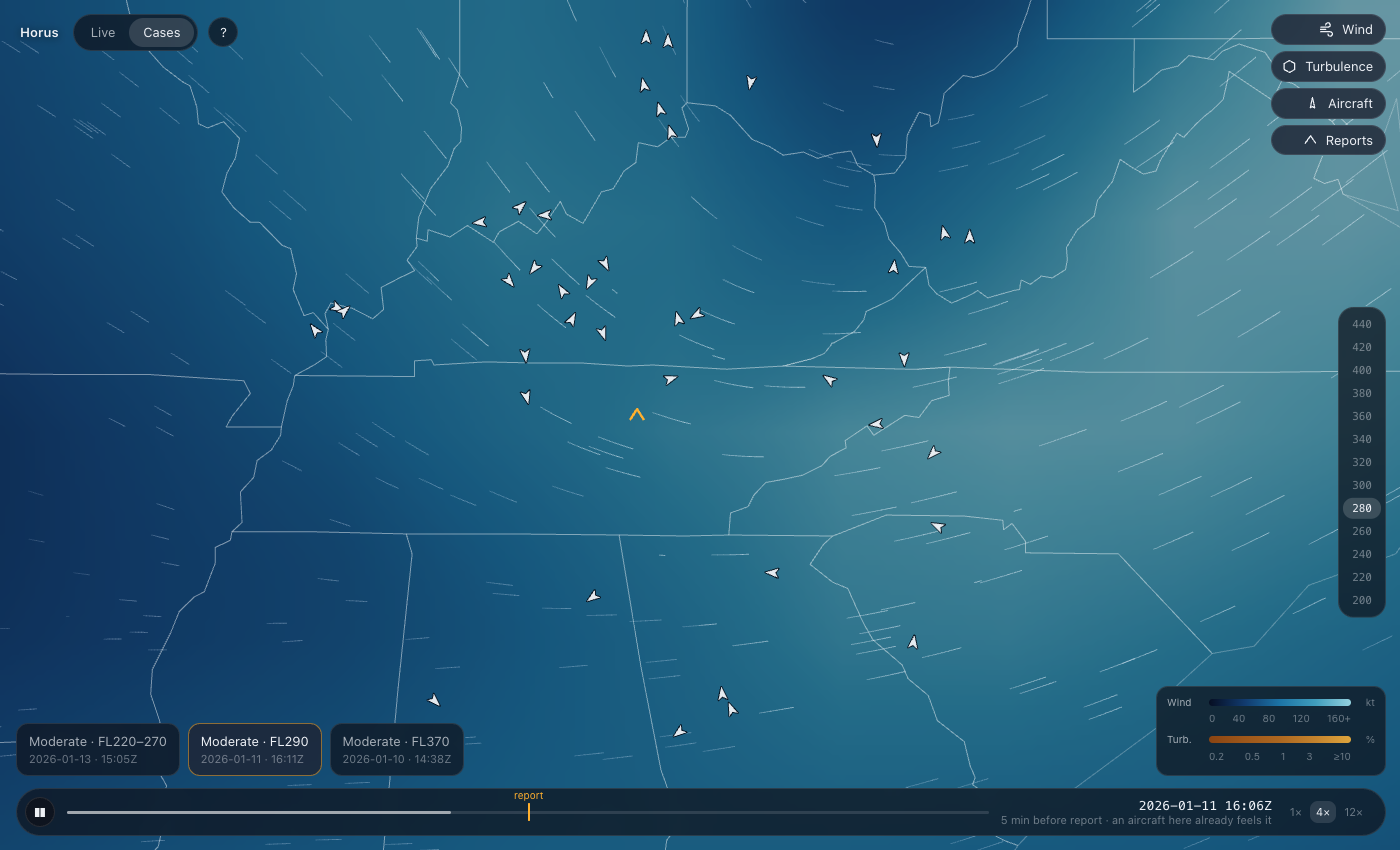 Horus
Live
Cases
?
Wind
Turbulence
Aircraft
Reports
440
420
400
380
360
340
320
300
280
260
240
220
200
Wind
kt
0 40 80 120 160+
Turb.
%
0.2 0.5 1 3 ≥10
Moderate · FL220–270
2026-01-13 · 15:05Z
Moderate · FL290
2026-01-11 · 16:11Z
Moderate · FL370
2026-01-10 · 14:38Z
report
2026-01-11 16:06Z
5 min before report · an aircraft here already feels it
1× 4× 12×